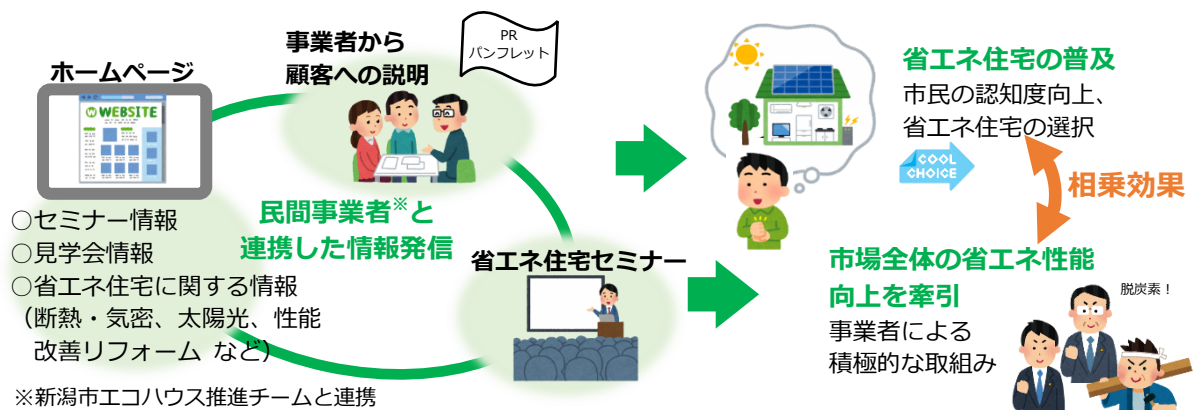 ホームページ
WEBSITE
○セミナー情報
○見学会情報
○省エネ住宅に関する情報
（断熱・気密、太陽光、性能
改善リフォーム など）
※新潟市エコハウス推進チームと連携
事業者から
顧客への説明
PR
パンフレット
民間事業者※と
連携した情報発信
省エネ住宅セミナー
省エネ住宅の普及
市民の認知度向上、
省エネ住宅の選択
COOL
CHOICE
相乗効果
市場全体の省エネ性能
向上を牽引
事業者による
積極的な取組み
脱炭素！